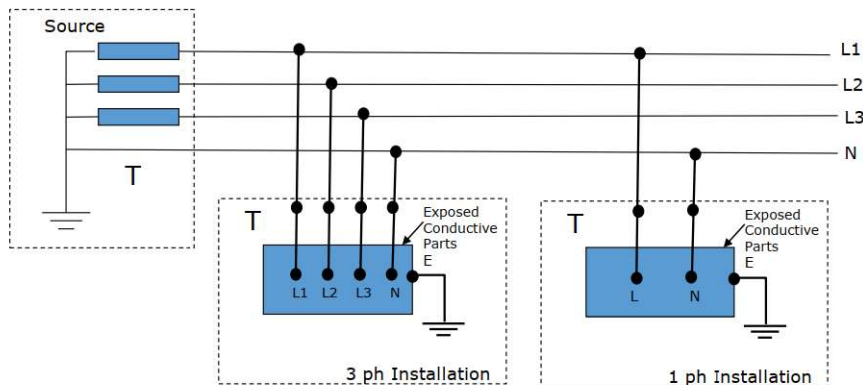 Source
L1
L2
L3
N
T
T
Exposed
Conductive
Parts
E
L1 L2 L3 N
3 ph Installation
T
Exposed
Conductive
Parts
E
L N
1 ph Installation